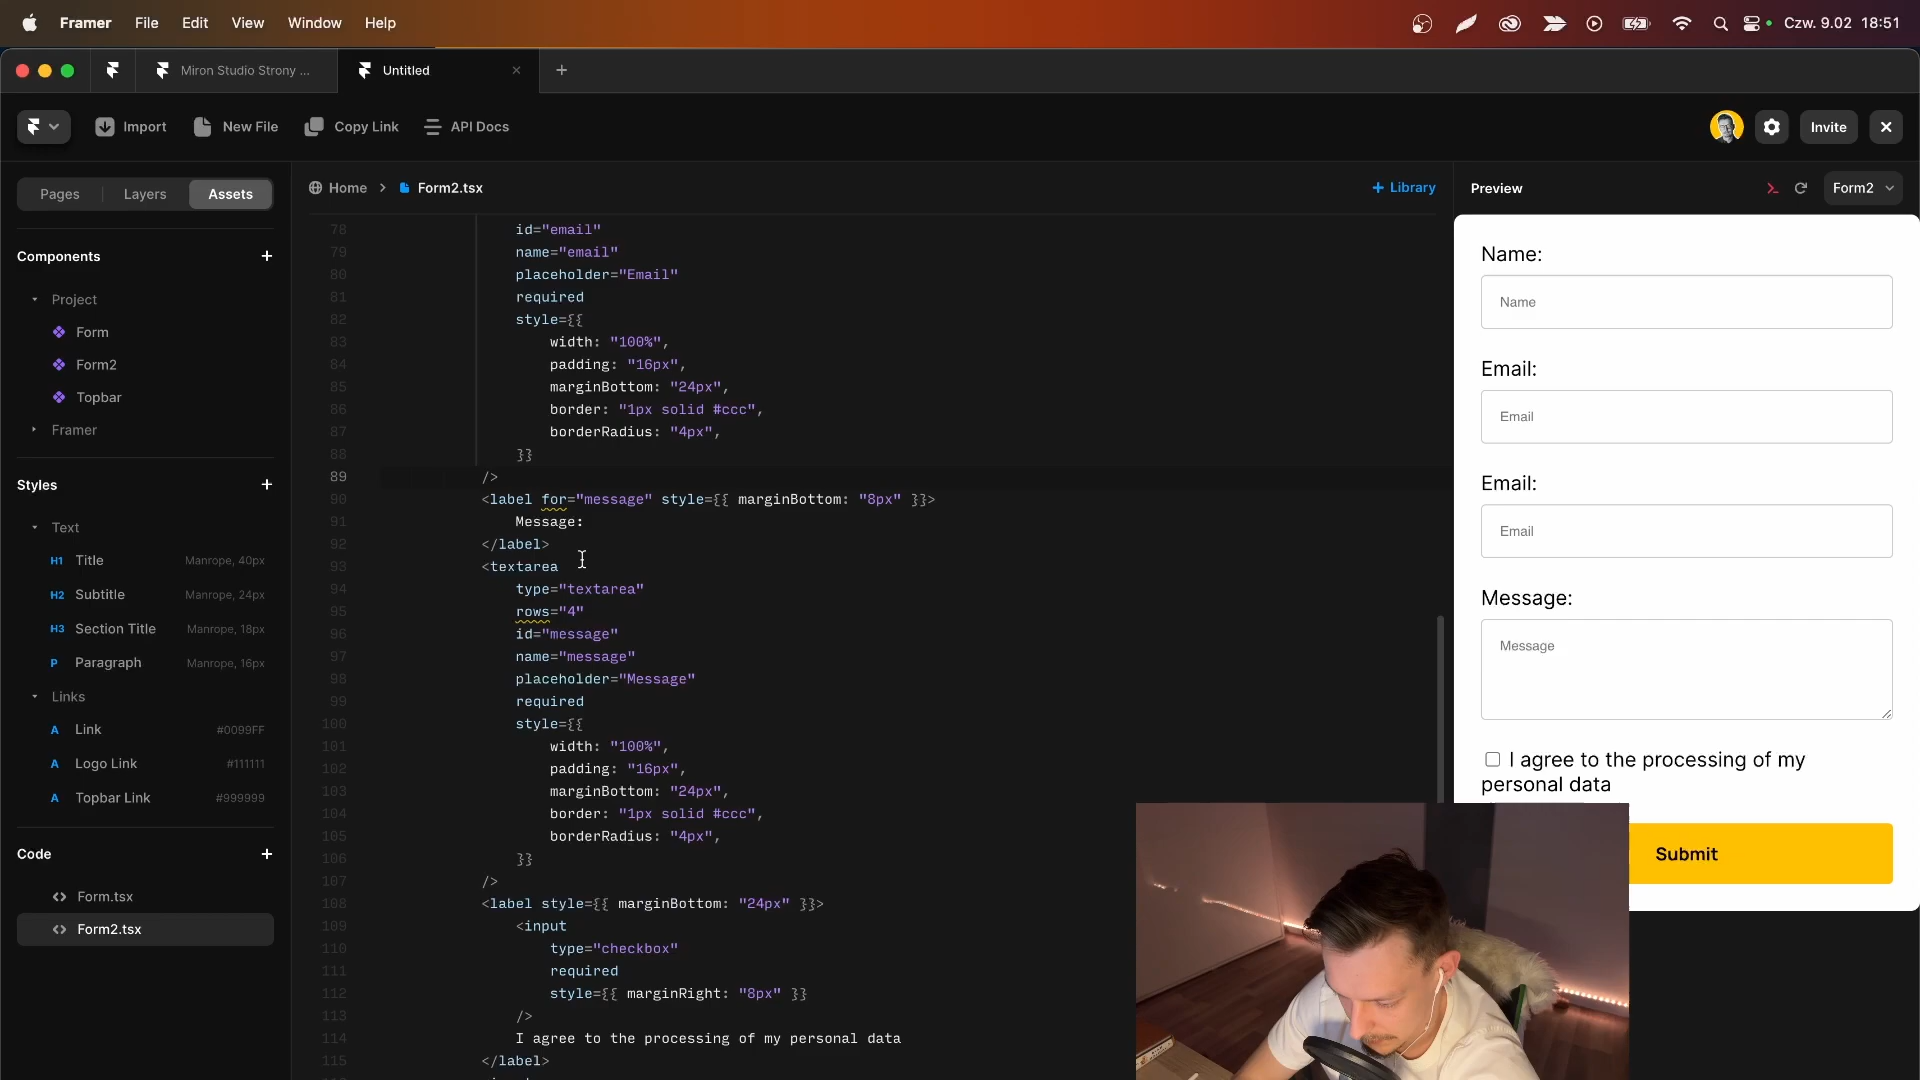 Framer File Edit View Window Help Czw. 9.02 18:51
Miron Studio Strony ... Untitled
Import New File Copy Link API Docs Invite
Pages Layers Assets
Home > Form2.tsx + Library
Preview Form2
Components
Project
Form
Form2
Topbar
Framer
Styles
Text
H1 Title Manrope, 40px
H2 Subtitle Manrope, 24px
H3 Section Title Manrope, 18px
P Paragraph Manrope, 16px
Links
A Link #0099FF
A Logo Link #111111
A Topbar Link #999999
Code
<> Form.tsx
<> Form2.tsx
78 id="email"
79 name="email"
80 placeholder="Email"
81 required
82 style={{
83 width: "100%",
84 padding: "16px",
85 marginBottom: "24px",
86 border: "1px solid #ccc",
87 borderRadius: "4px",
88 }}
89 />
90 <label for="message" style={{ marginBottom: "8px" }}>
91 Message:
92 </label>
93 <textarea
94 type="textarea"
95 rows="4"
96 id="message"
97 name="message"
98 placeholder="Message"
99 required
100 style={{
101 width: "100%",
102 padding: "16px",
103 marginBottom: "24px",
104 border: "1px solid #ccc",
105 borderRadius: "4px",
106 }}
107 />
108 <label style={{ marginBottom: "24px" }}>
109 <input
110 type="checkbox"
111 required
112 style={{ marginRight: "8px" }}
113 />
114 I agree to the processing of my personal data
115 </label>
Name:
Name
Email:
Email
Email:
Email
Message:
Message
I agree to the processing of my
personal data
Submit